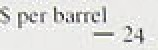 $ per barrel
— 24